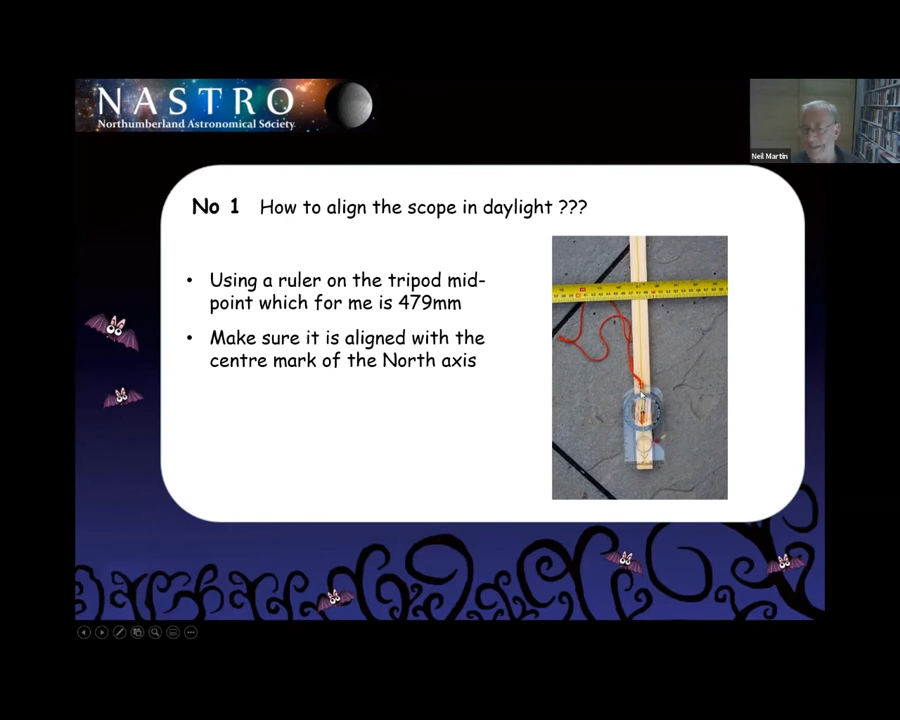 NASTRO
Northumberland Astronomical Society
Neil Martin
No 1 How to align the scope in daylight ???
• Using a ruler on the tripod mid-
point which for me is 479mm
• Make sure it is aligned with the
centre mark of the North axis